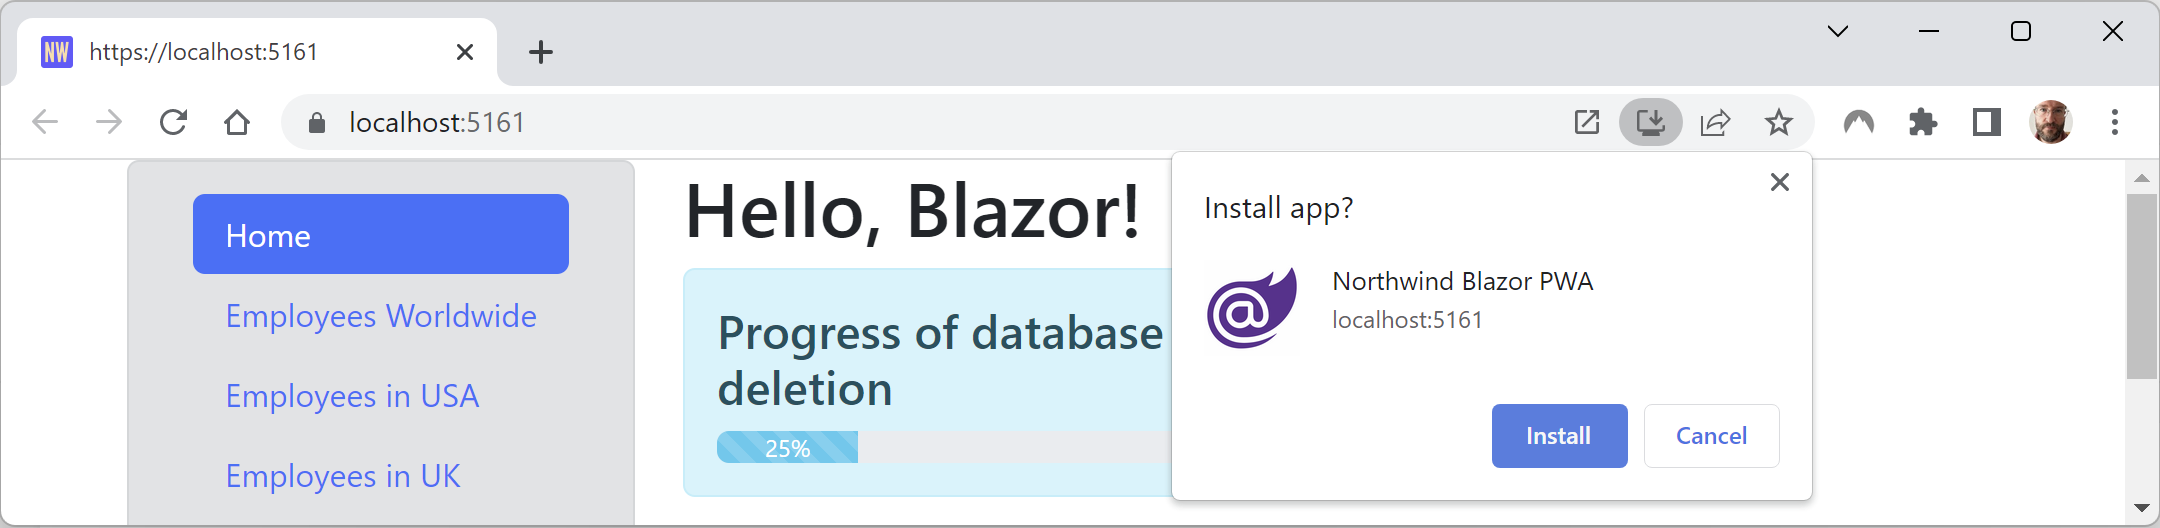 NW https://localhost:5161
localhost:5161
Home
Employees Worldwide
Employees in USA
Employees in UK
Hello, Blazor!
Progress of database
deletion
25%
Install app?
@
Northwind Blazor PWA
localhost:5161
Install Cancel